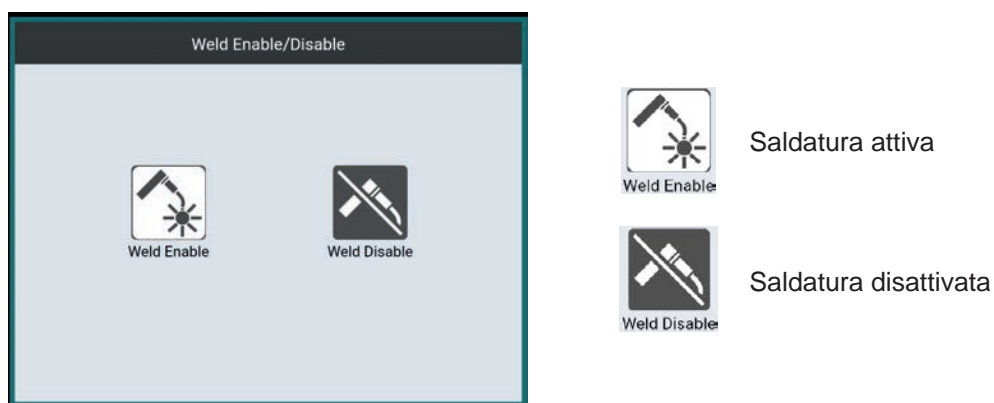 Weld Enable/Disable
Weld Enable
Weld Disable
Weld Enable
Saldatura attiva
Weld Disable
Saldatura disattivata